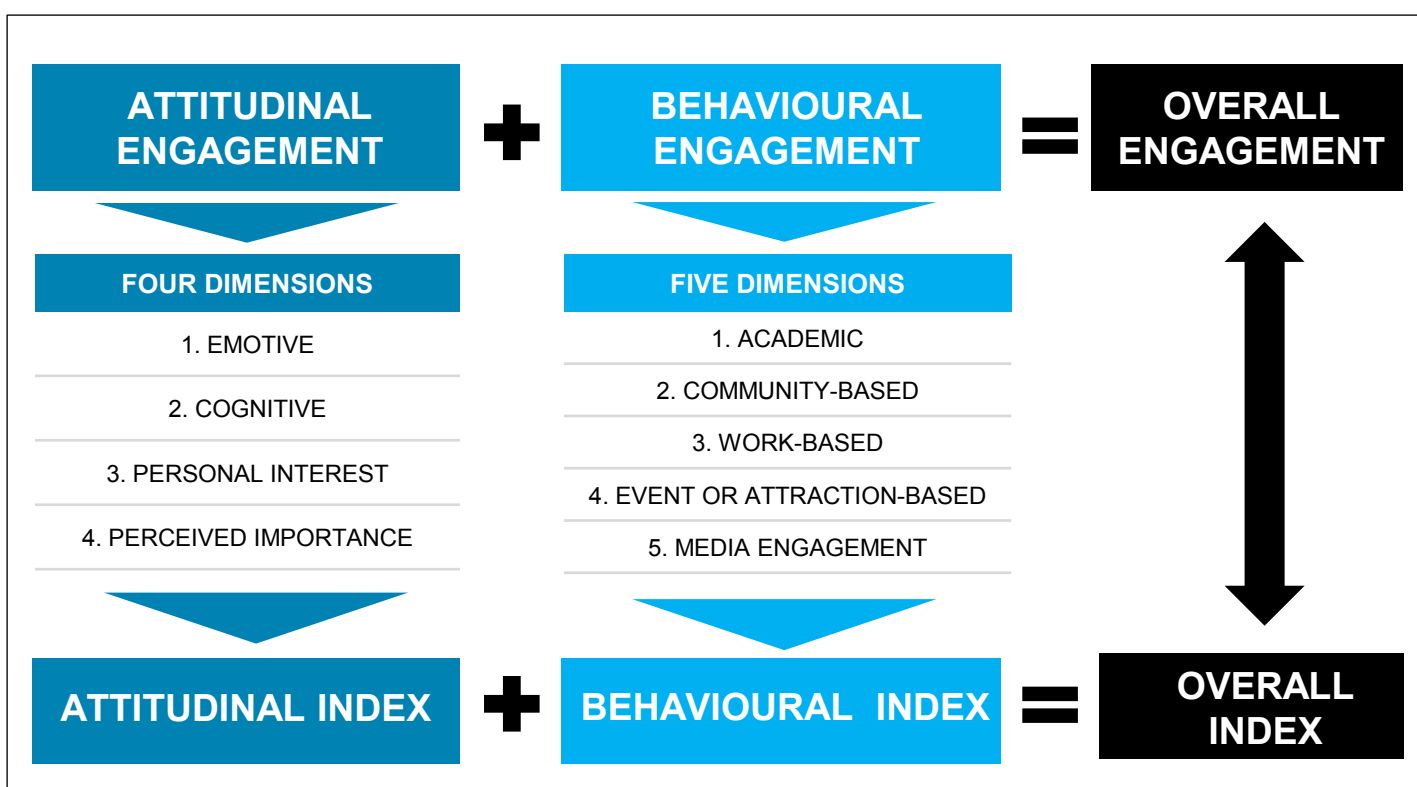 ATTITUDINAL
ENGAGEMENT
+
BEHAVIOURAL
ENGAGEMENT
=
OVERALL
ENGAGEMENT
FOUR DIMENSIONS
1. EMOTIVE
2. COGNITIVE
3. PERSONAL INTEREST
4. PERCEIVED IMPORTANCE
FIVE DIMENSIONS
1. ACADEMIC
2. COMMUNITY-BASED
3. WORK-BASED
4. EVENT OR ATTRACTION-BASED
5. MEDIA ENGAGEMENT
ATTITUDINAL INDEX
+
BEHAVIOURAL INDEX
=
OVERALL
INDEX